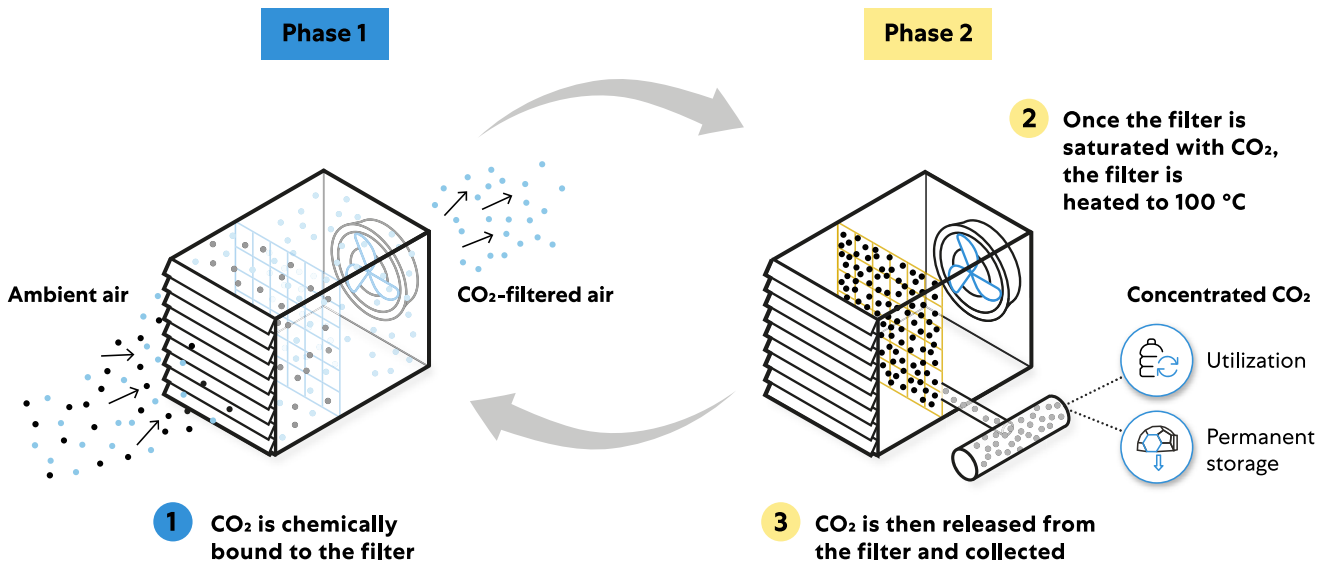 Phase 1
Phase 2
2
Once the filter is
saturated with CO₂,
the filter is
heated to 100 °C
Ambient air
CO₂-filtered air
Concentrated CO₂
Utilization
Permanent
storage
1
CO₂ is chemically
bound to the filter
3
CO₂ is then released from
the filter and collected